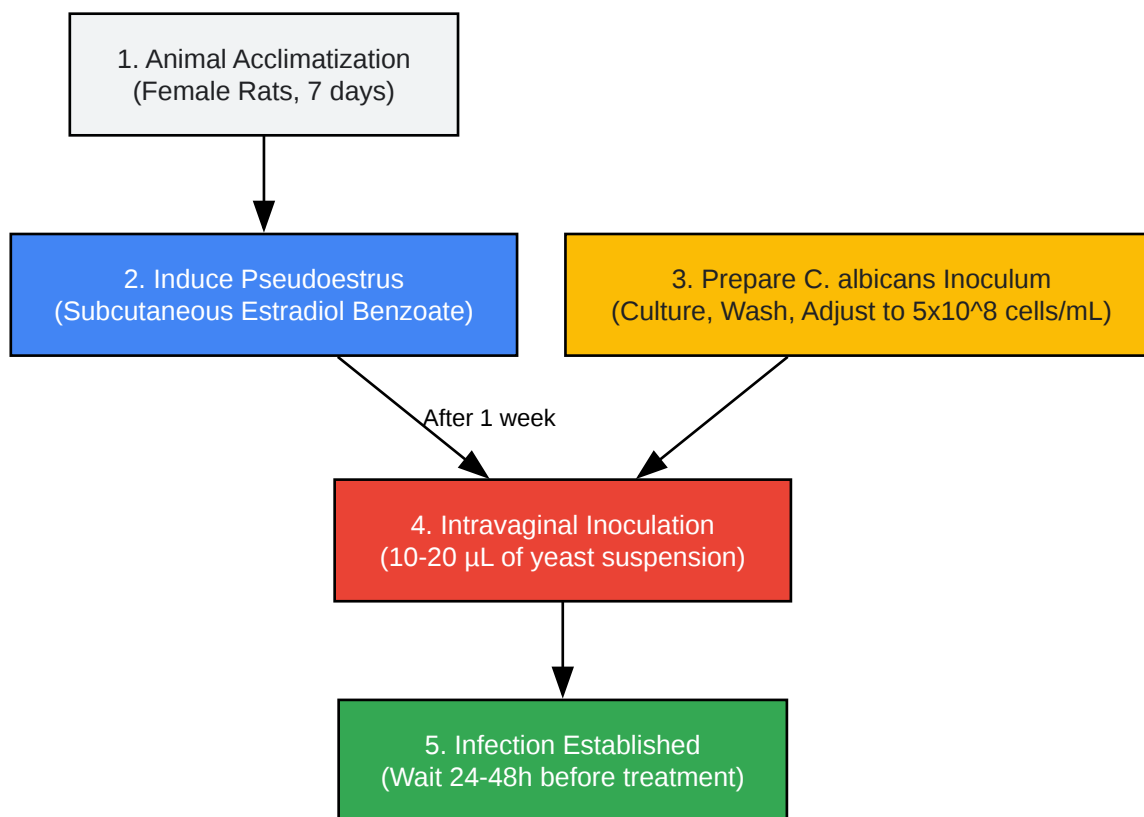 1. Animal Acclimatization
(Female Rats, 7 days)
2. Induce Pseudoestrus
(Subcutaneous Estradiol Benzoate)
3. Prepare C. albicans Inoculum
(Culture, Wash, Adjust to 5x10^8 cells/mL)
After 1 week
4. Intravaginal Inoculation
(10-20 µL of yeast suspension)
5. Infection Established
(Wait 24-48h before treatment)